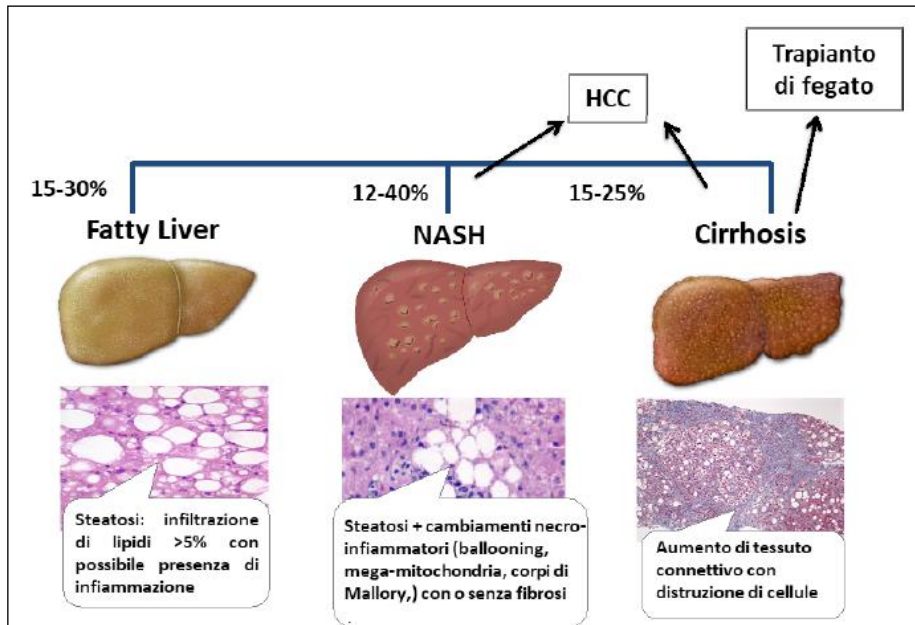 Trapianto
di fegato
HCC
15-30%
12-40%
15-25%
Fatty Liver
NASH
Cirrhosis
Steatosi: infiltrazione
di lipidi >5% con
possibile presenza di
infiammazione
Steatosi + cambiamenti necro-
infiammatori (ballooning,
mega-mitochondria, corpi di
Mallory,) con o senza fibrosi
Aumento di tessuto
connettivo con
distruzione di cellule